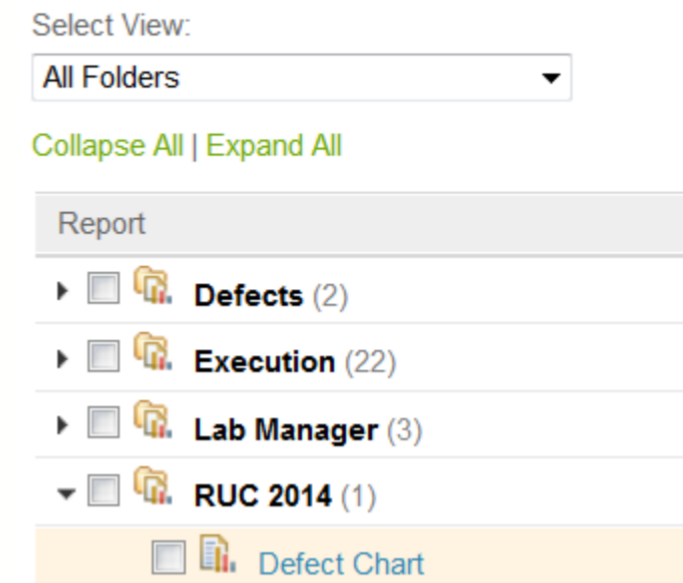 Select View:
All Folders
Collapse All | Expand All
Report
Defects (2)
Execution (22)
Lab Manager (3)
RUC 2014 (1)
Defect Chart